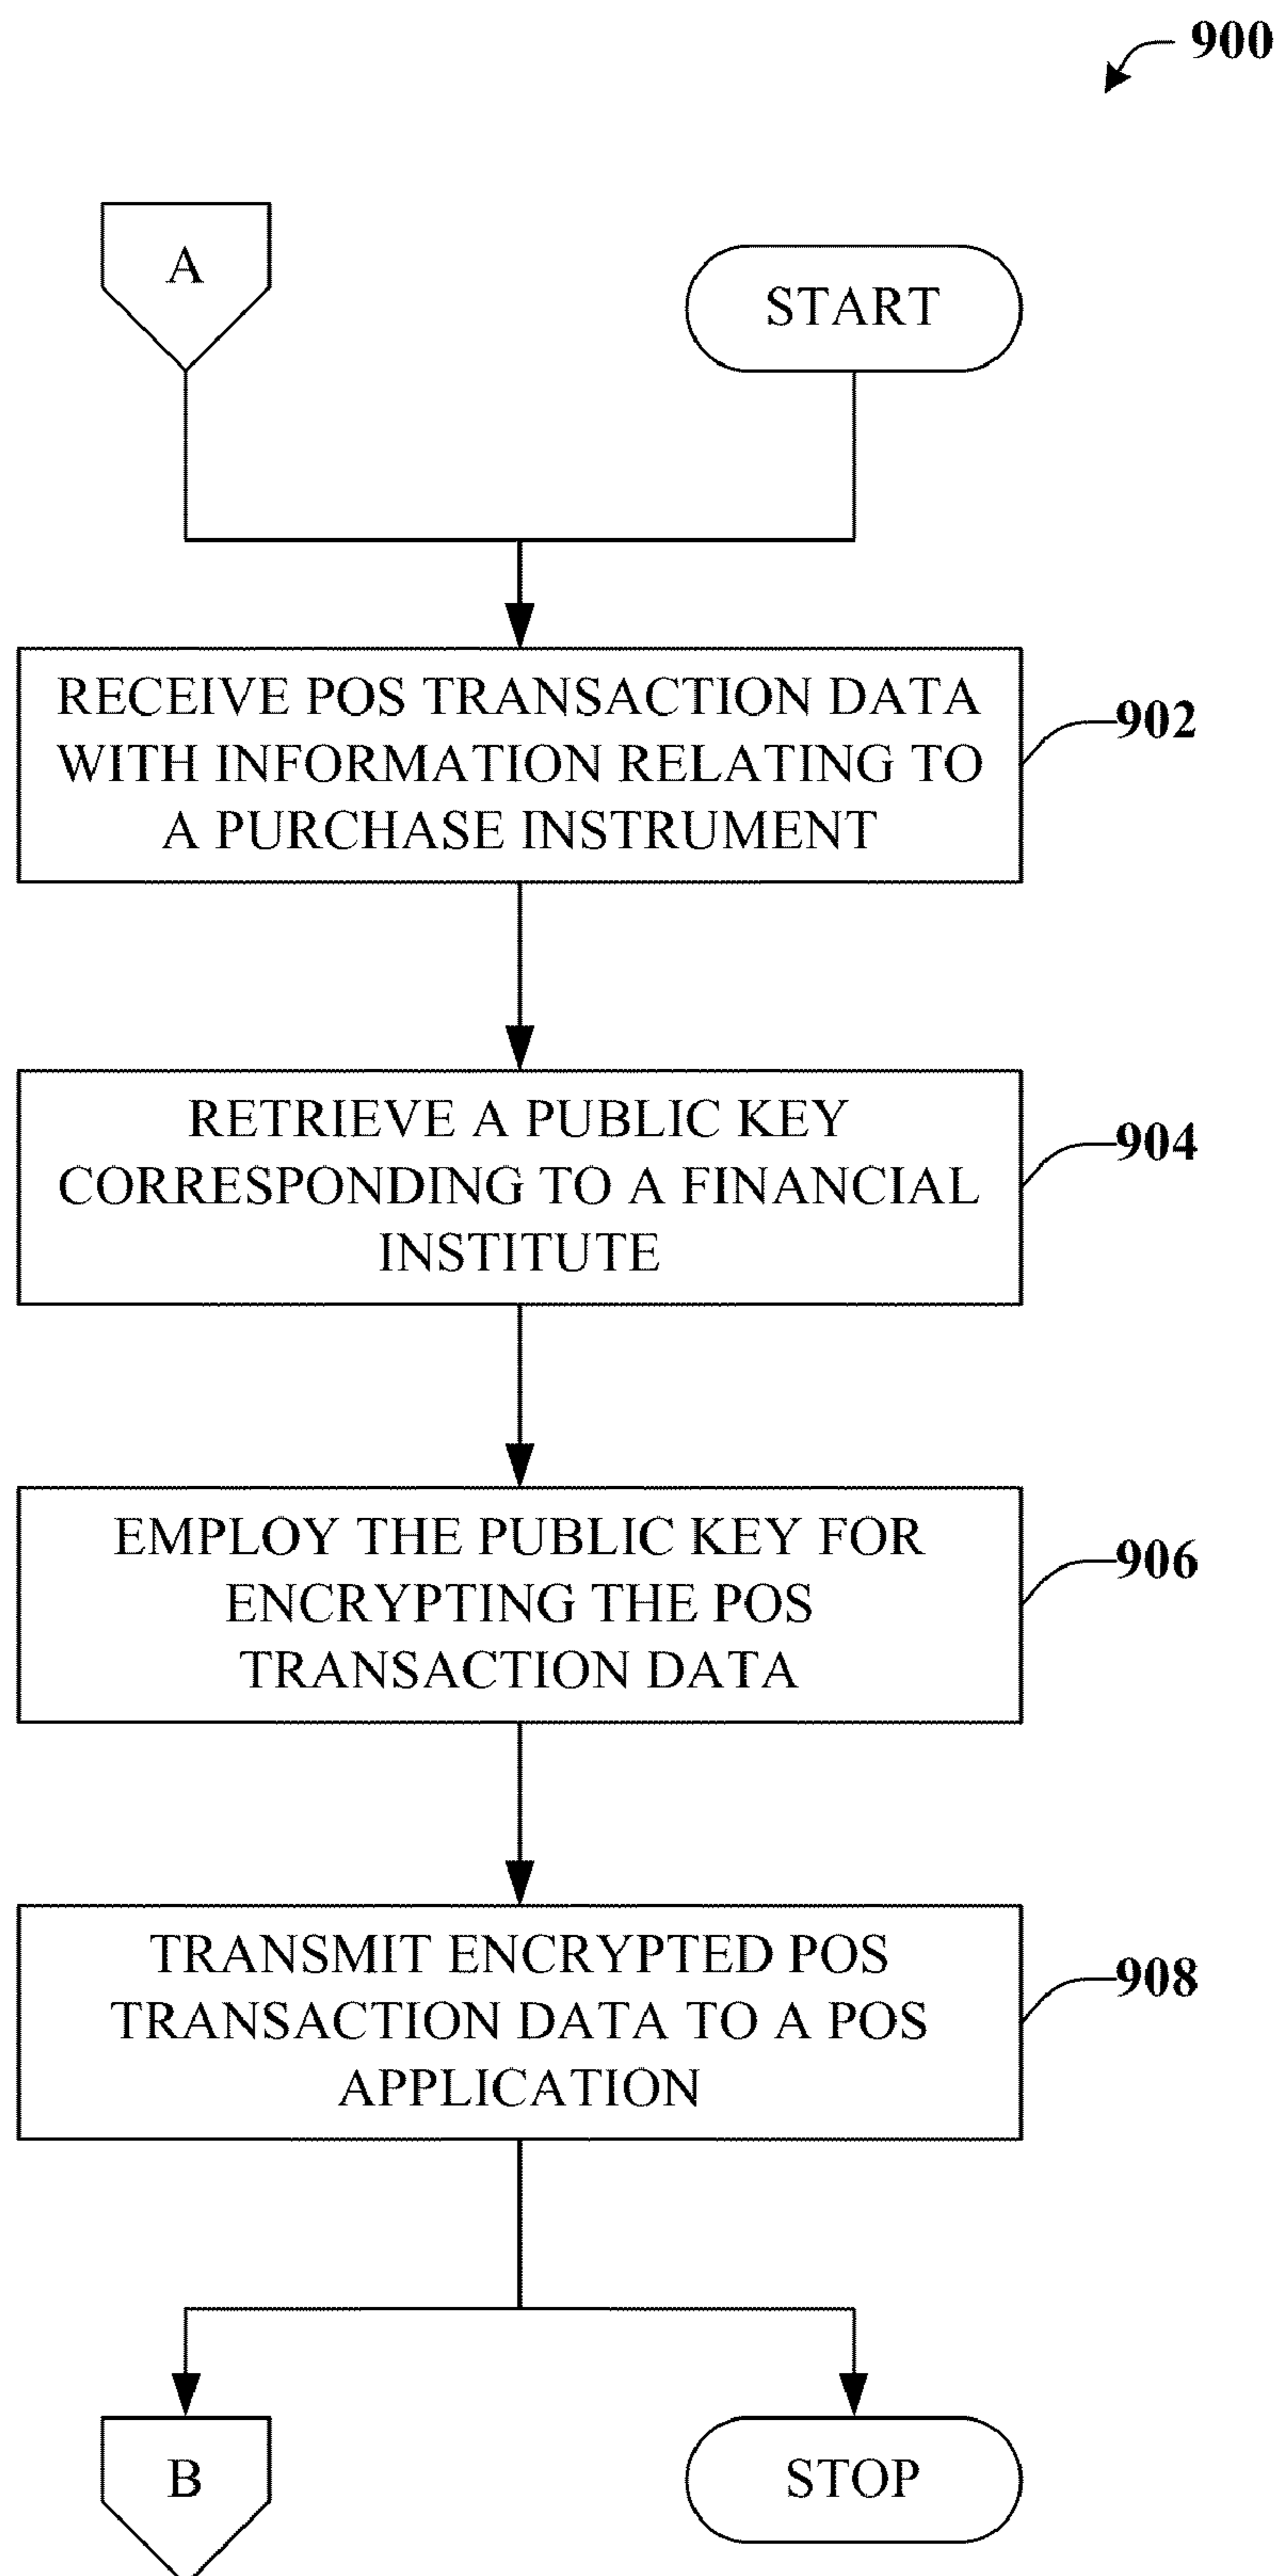 900
A
START
RECEIVE POS TRANSACTION DATA
WITH INFORMATION RELATING TO
A PURCHASE INSTRUMENT
902
RETRIEVE A PUBLIC KEY
CORRESPONDING TO A FINANCIAL
INSTITUTE
904
EMPLOY THE PUBLIC KEY FOR
ENCRYPTING THE POS
TRANSACTION DATA
906
TRANSMIT ENCRYPTED POS
TRANSACTION DATA TO A POS
APPLICATION
908
B
STOP